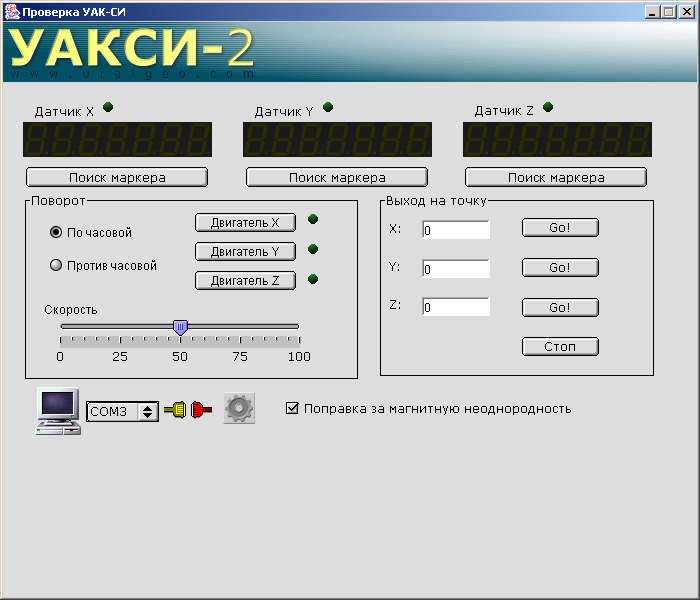 Проверка УАК-СИ
УАКСИ-2
www.uralgeo.com
Датчик X
Датчик Y
Датчик Z
Поиск маркера
Поиск маркера
Поиск маркера
Поворот
По часовой
Против часовой
Двигатель X
Двигатель Y
Двигатель Z
Скорость
0 25 50 75 100
Выход на точку
X: 0 Go!
Y: 0 Go!
Z: 0 Go!
Стоп
COM3
Поправка за магнитную неоднородность